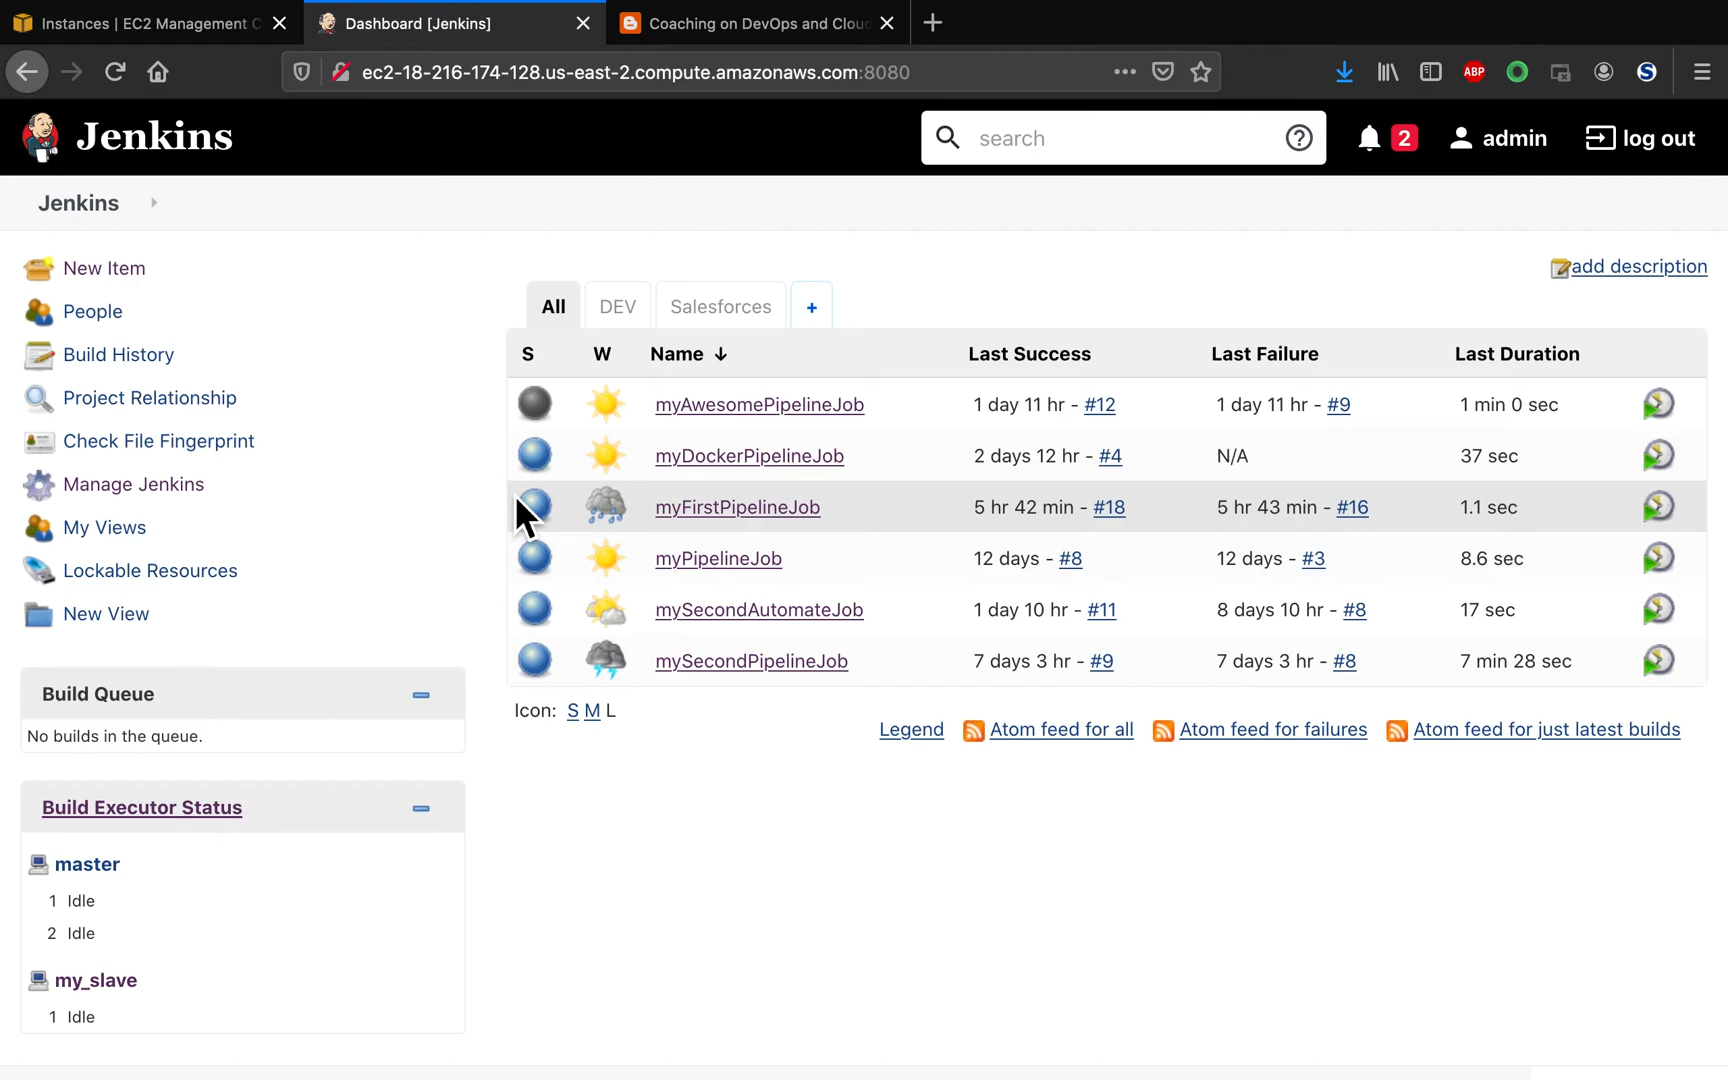 Instances | EC2 Management C
Dashboard [Jenkins]
Coaching on DevOps and Cloud
ec2-18-216-174-128.us-east-2.compute.amazonaws.com:8080
ABP
S
Jenkins
search
2
admin
log out
Jenkins
New Item
People
Build History
Project Relationship
Check File Fingerprint
Manage Jenkins
My Views
Lockable Resources
New View
Build Queue
No builds in the queue.
Build Executor Status
master
1 Idle
2 Idle
my_slave
1 Idle
add description
All DEV Salesforces +
S W Name ↓ Last Success Last Failure Last Duration
myAwesomePipelineJob 1 day 11 hr - #12 1 day 11 hr - #9 1 min 0 sec
myDockerPipelineJob 2 days 12 hr - #4 N/A 37 sec
myFirstPipelineJob 5 hr 42 min - #18 5 hr 43 min - #16 1.1 sec
myPipelineJob 12 days - #8 12 days - #3 8.6 sec
mySecondAutomateJob 1 day 10 hr - #11 8 days 10 hr - #8 17 sec
mySecondPipelineJob 7 days 3 hr - #9 7 days 3 hr - #8 7 min 28 sec
Icon: S M L
Legend Atom feed for all Atom feed for failures Atom feed for just latest builds